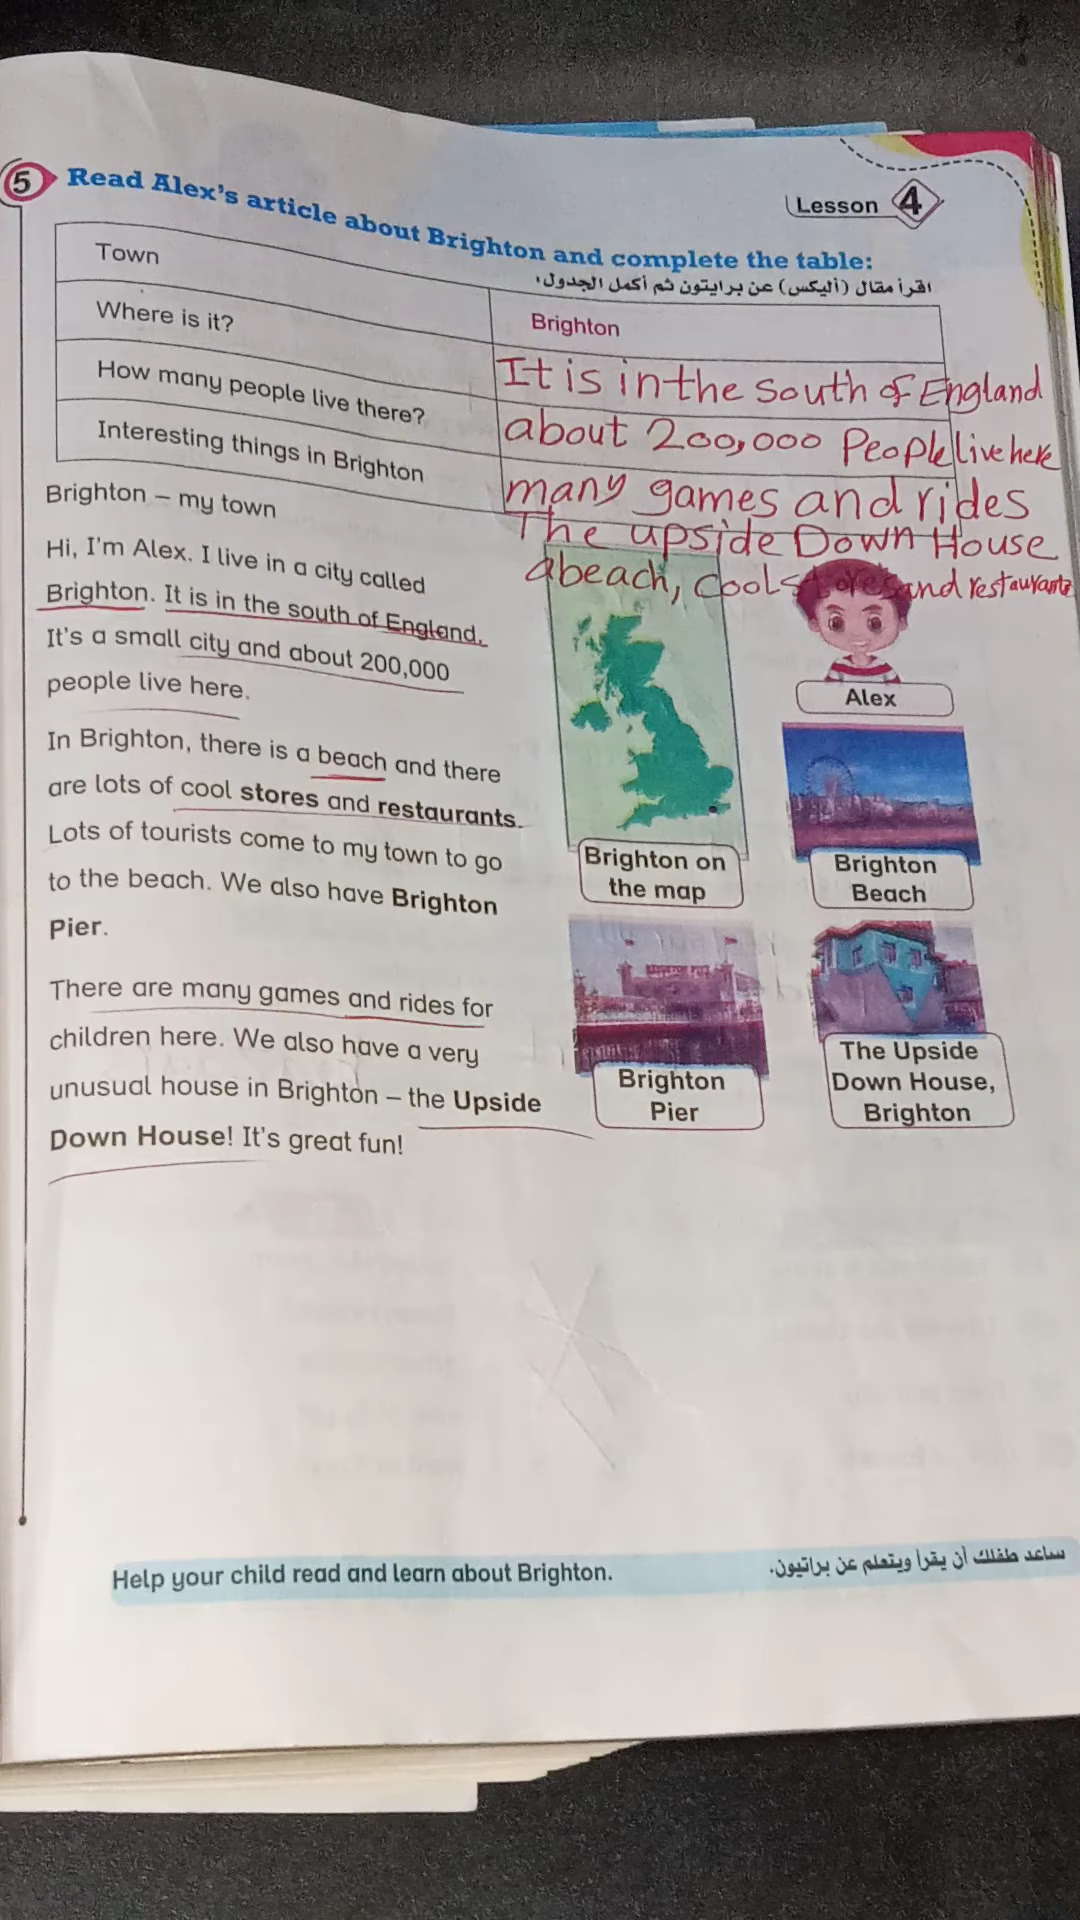 5 Read Alex's article about Brighton and complete the table:
Lesson 4
اقرأ مقال (أليكس) عن برايتون ثم أكمل الجدول:
Town
Brighton
Where is it?
It is in the south of England
How many people live there?
about 200,000 People live here
Interesting things in Brighton
many games and rides
The upside Down House
a beach, cool stores and restaurants
Brighton – my town
Hi, I'm Alex. I live in a city called
Brighton. It is in the south of England.
It's a small city and about 200,000
people live here.
In Brighton, there is a beach and there
are lots of cool stores and restaurants.
Lots of tourists come to my town to go
to the beach. We also have Brighton
Pier.
There are many games and rides for
children here. We also have a very
unusual house in Brighton – the Upside
Down House! It's great fun!
Alex
Brighton on
the map
Brighton
Beach
Brighton
Pier
The Upside
Down House,
Brighton
Help your child read and learn about Brighton.
ساعد طفلك أن يقرأ ويتعلم عن براتيون.